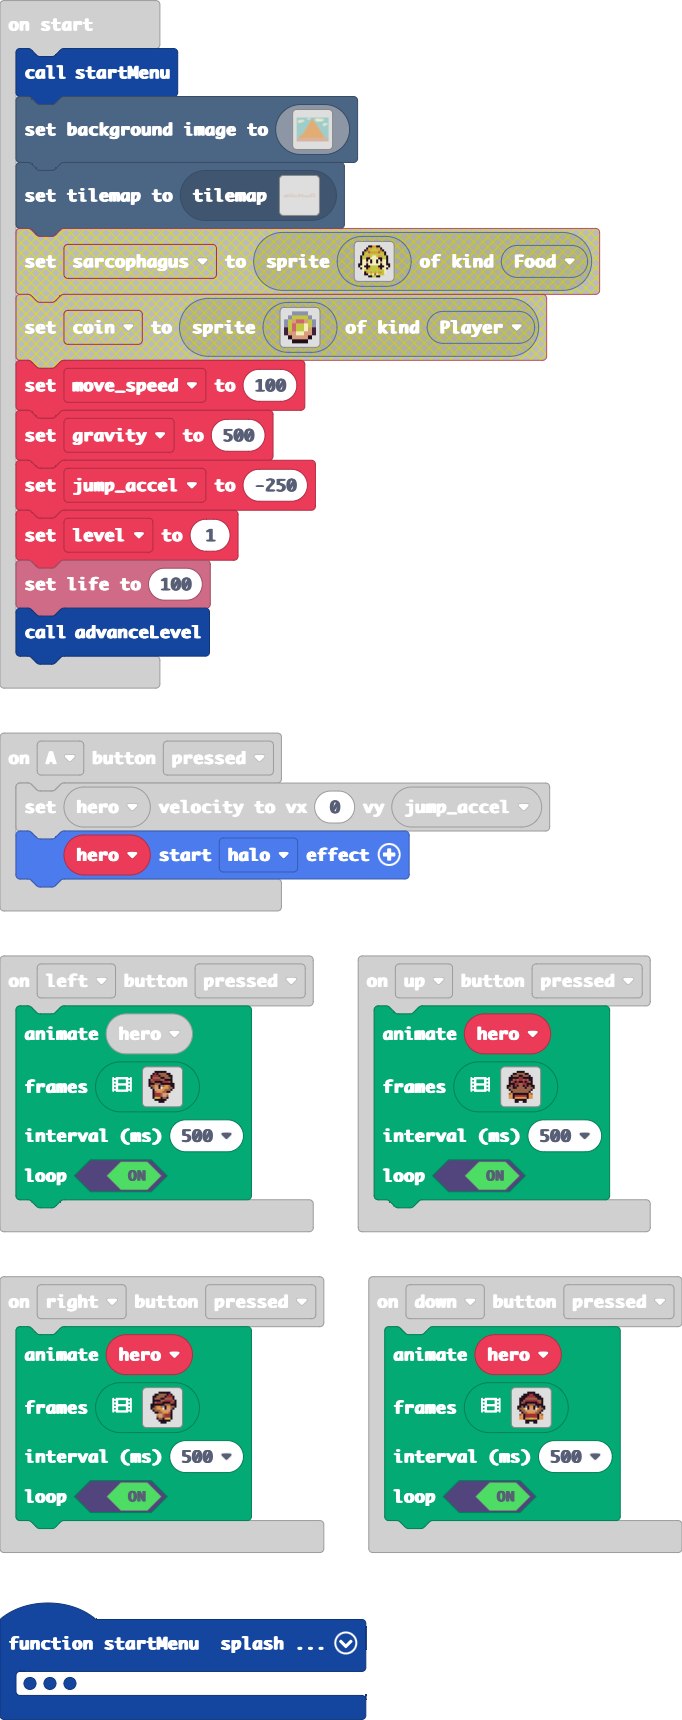 on start
call startMenu
set background image to
set tilemap to tilemap
set sarcophagus to sprite of kind Food
set coin to sprite of kind Player
set move_speed to 100
set gravity to 500
set jump_accel to -250
set level to 1
set life to 100
call advanceLevel
on A button pressed
set hero velocity to vx 0 vy jump_accel
hero start halo effect
on left button pressed
animate hero
frames
interval (ms) 500
loop ON
on up button pressed
animate hero
frames
interval (ms) 500
loop ON
on right button pressed
animate hero
frames
interval (ms) 500
loop ON
on down button pressed
animate hero
frames
interval (ms) 500
loop ON
function startMenu splash ...